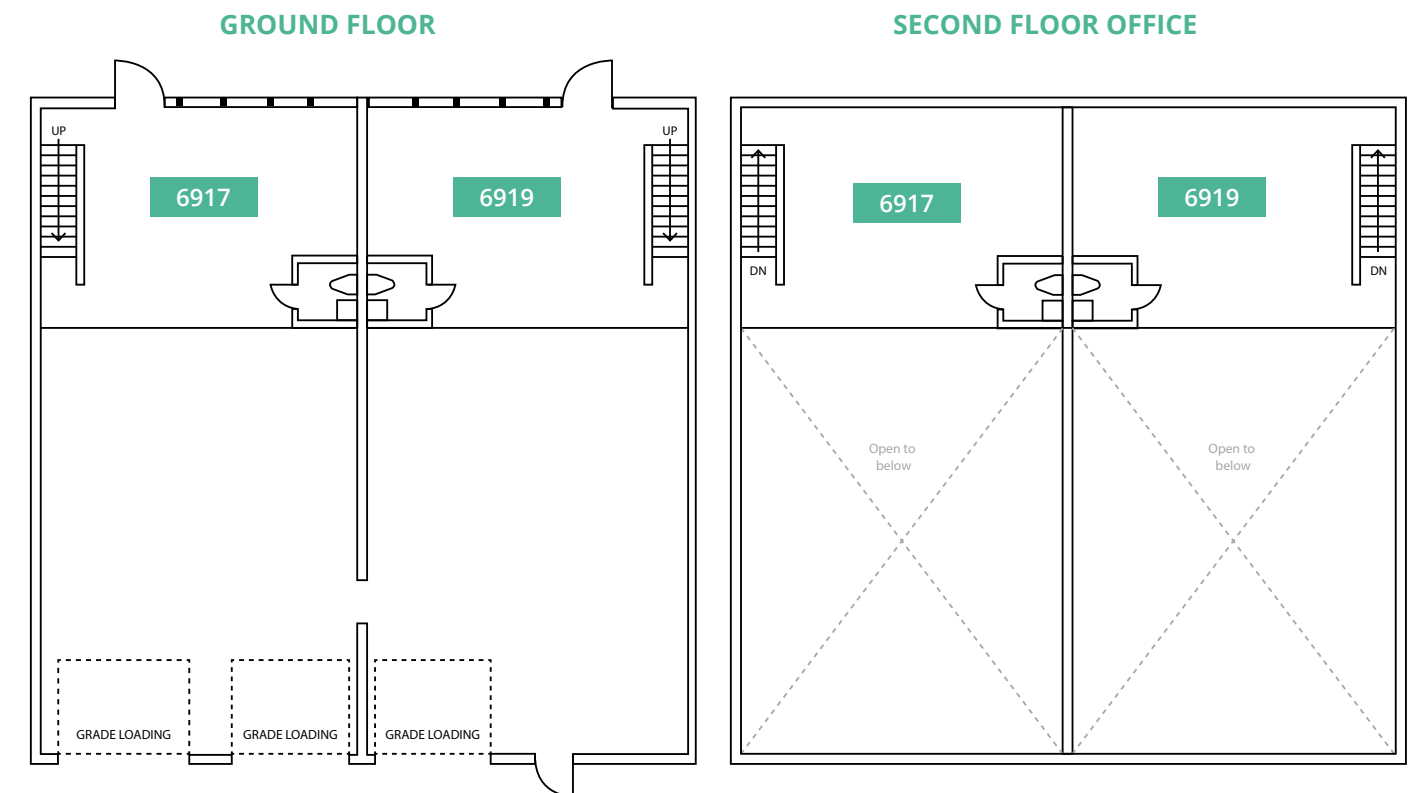 GROUND FLOOR
UP
UP
6917
6919
GRADE LOADING
GRADE LOADING
GRADE LOADING
SECOND FLOOR OFFICE
6917
6919
DN
DN
Open to
below
Open to
below